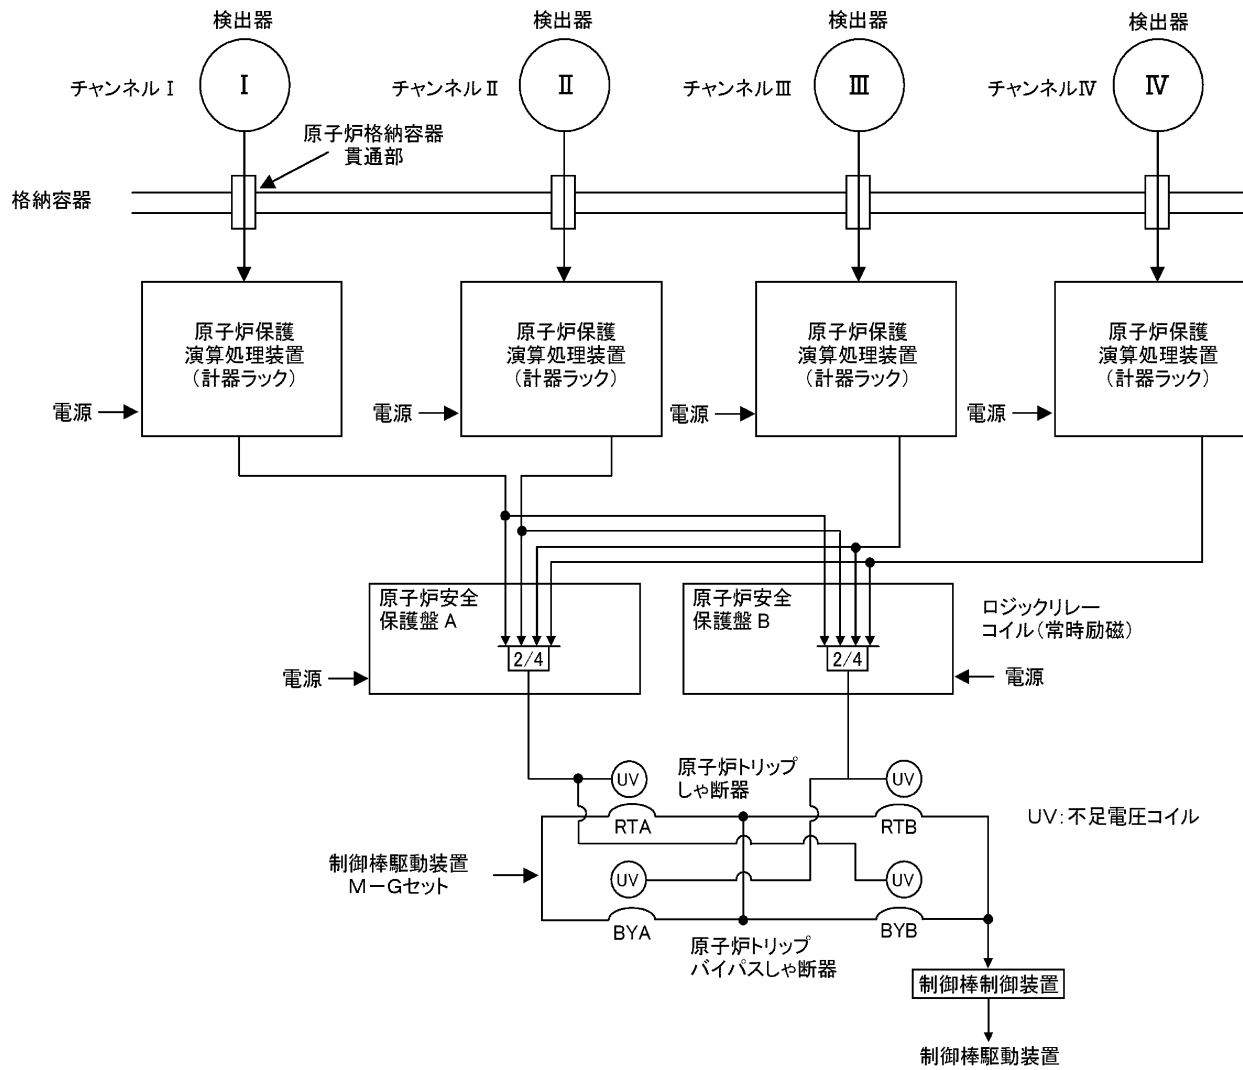 検出器
検出器
検出器
検出器
チャンネルⅠ
Ⅰ
チャンネルⅡ
Ⅱ
チャンネルⅢ
Ⅲ
チャンネルⅣ
Ⅳ
原子炉格納容器
貫通部
格納容器
原子炉保護
演算処理装置
(計器ラック)
原子炉保護
演算処理装置
(計器ラック)
原子炉保護
演算処理装置
(計器ラック)
原子炉保護
演算処理装置
(計器ラック)
電源
電源
電源
電源
原子炉安全
保護盤A
2/4
原子炉安全
保護盤B
2/4
ロジックリレー
コイル(常時励磁)
電源
電源
UV
原子炉トリップ
しゃ断器
UV
RTA
RTB
UV:不足電圧コイル
制御棒駆動装置
M-Gセット
UV
UV
BYA
BYB
原子炉トリップ
バイパスしゃ断器
制御棒制御装置
制御棒駆動装置